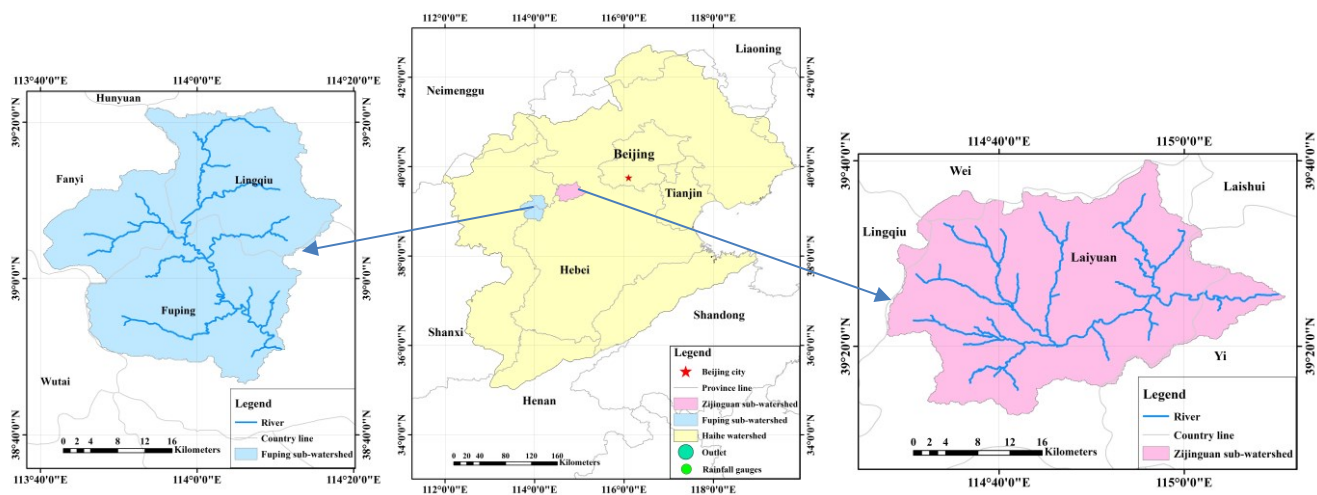 113°40'0"E
114°0'0"E
114°20'0"E
Hunyuan
39°20'0"N
39°0'0"N
38°40'0"N
Fanyi
Lingqiu
Fuping
Wutai
39°20'0"N
39°0'0"N
38°40'0"N
Legend
River
Country line
Fuping sub-watershed
0 2 4 8 12 16
Kilometers
113°40'0"E
114°0'0"E
114°20'0"E
112°0'0"E
114°0'0"E
116°0'0"E
118°0'0"E
Liaoning
Neimenggu
42°0'0"N
40°0'0"N
38°0'0"N
36°0'0"N
34°0'0"N
Beijing
Tianjin
Hebei
Shanxi
Shandong
Henan
42°0'0"N
40°0'0"N
38°0'0"N
36°0'0"N
34°0'0"N
Legend
Beijing city
Province line
Zijinguan sub-watershed
Fuping sub-watershed
Haihe watershed
Outlet
Rainfall gauges
Kilometers
112°0'0"E
114°0'0"E
116°0'0"E
118°0'0"E
114°40'0"E
115°0'0"E
39°40'0"N
39°20'0"N
Wei
Laishui
Lingqiu
Laiyuan
Yi
39°40'0"N
39°20'0"N
Legend
River
Country line
Zijinguan sub-watershed
0 2 4 8 12 16
Kilometers
114°40'0"E
115°0'0"E